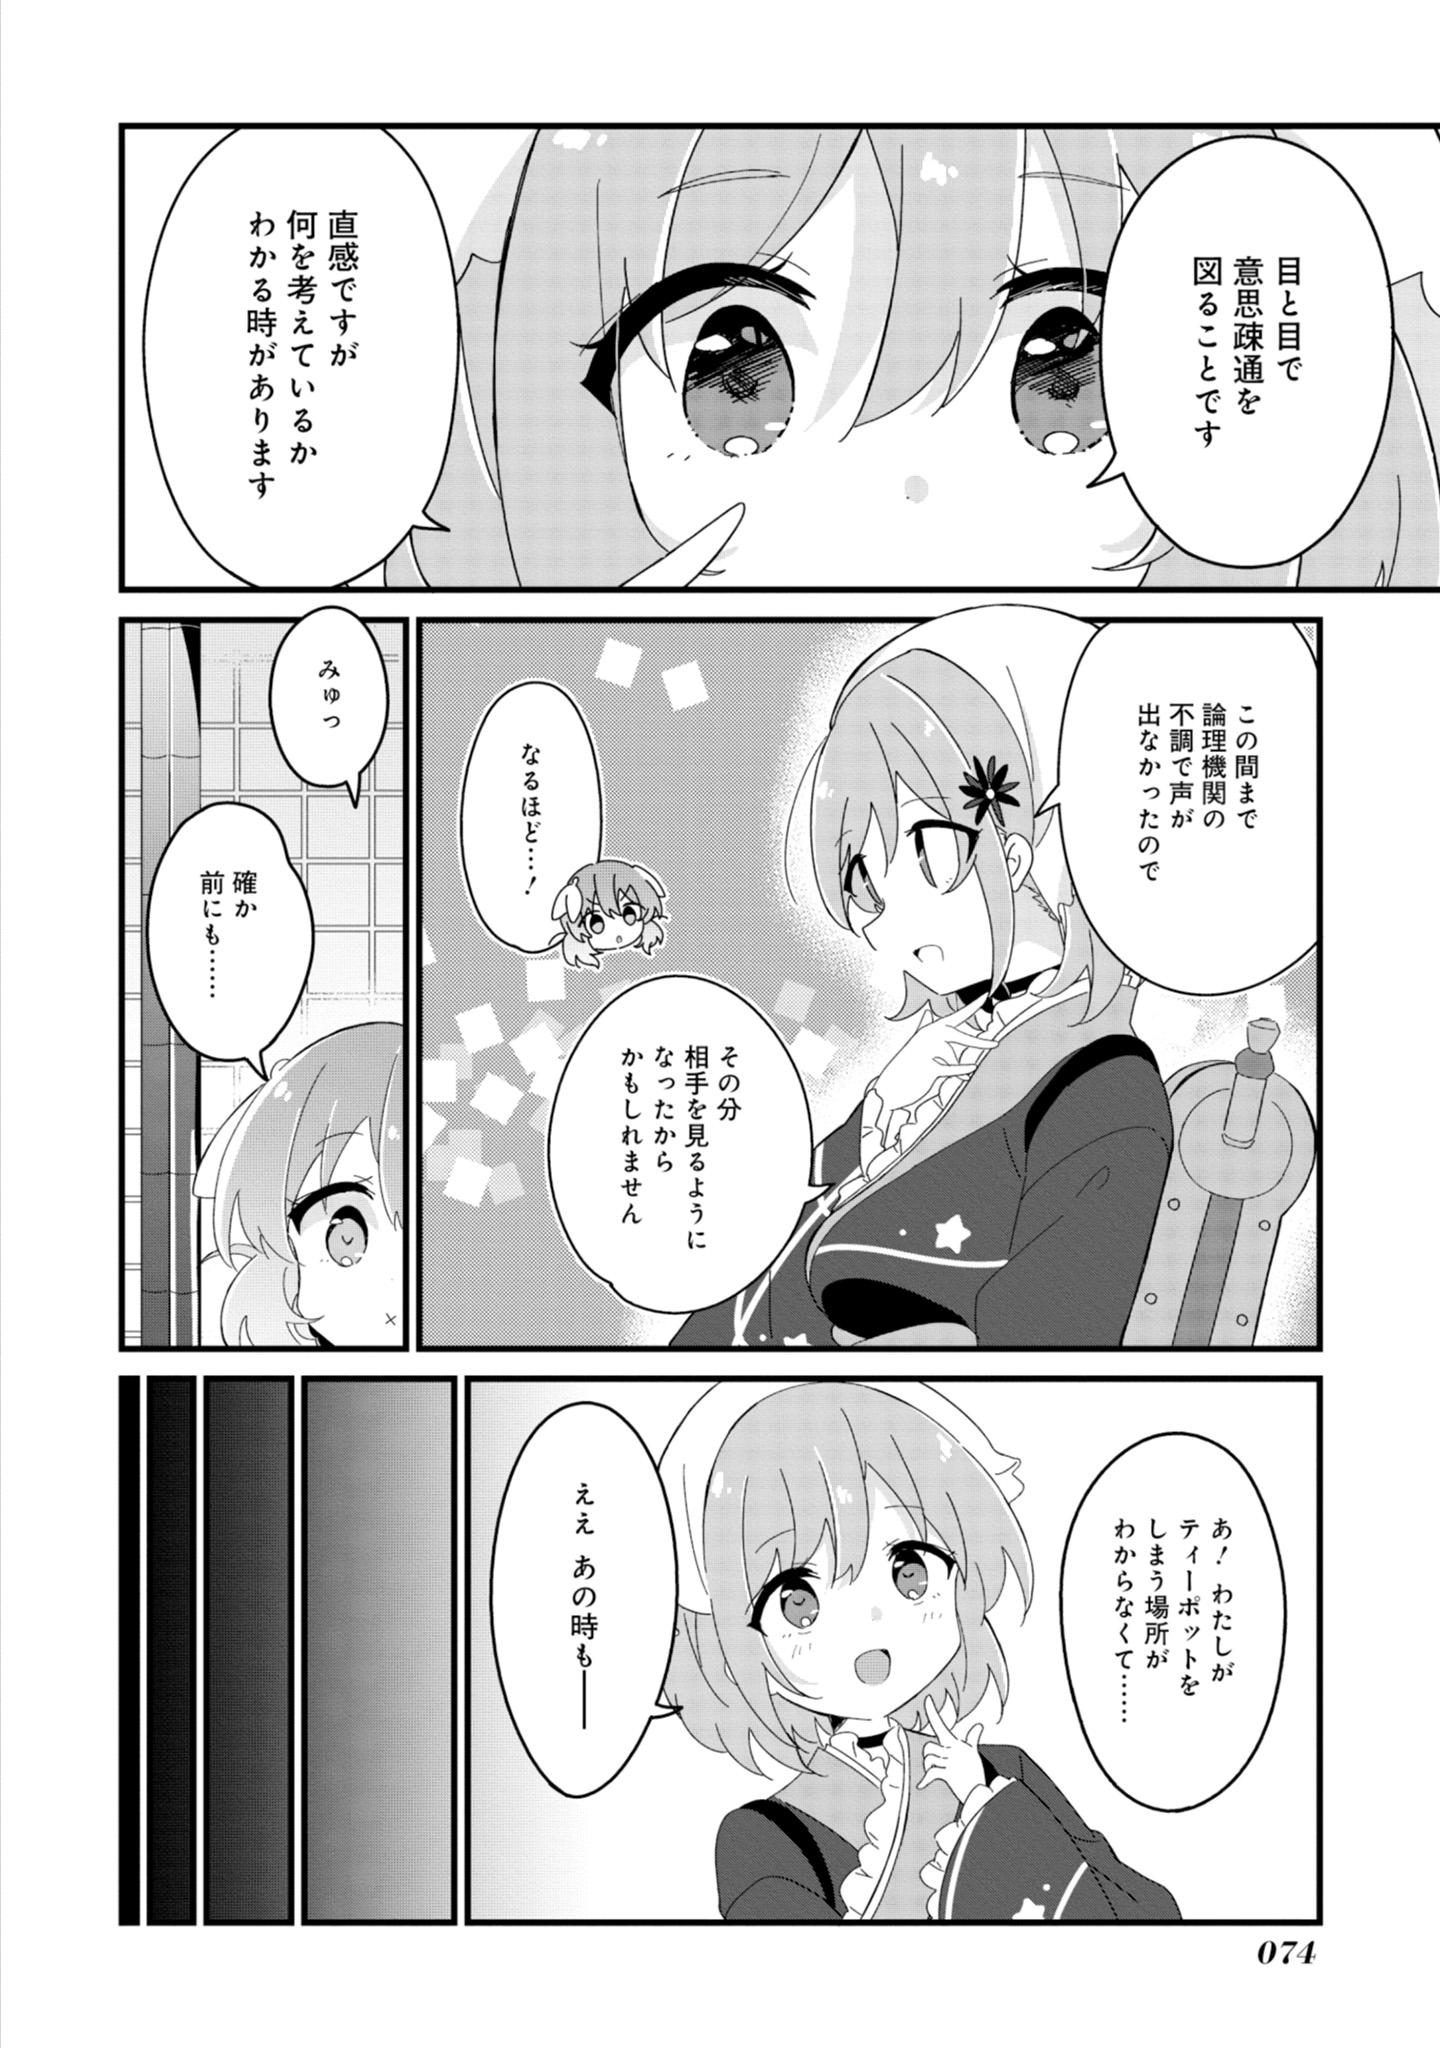 目と目で
意思疎通を
図ることです
直感ですが
何を考えているか
わかる時があります
この間まで
論理機関の
不調で声が
出なかったので
なるほど…!
その分
相手を見るように
なったから
かもしれません
みゅっ
確か
前にも……
あ!わたしが
ティーポットを
しまう場所が
わからなくて……
ええ あの時も――
074